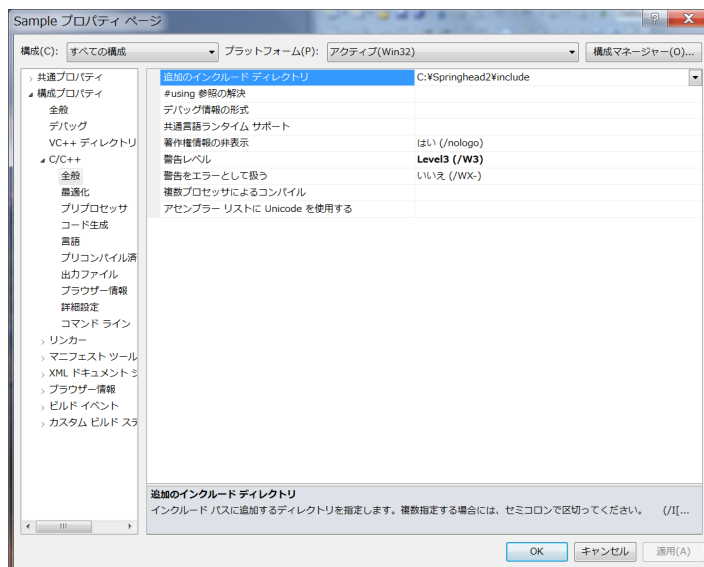 Sample プロパティ ページ
構成(C): すべての構成 プラットフォーム(P): アクティブ(Win32) 構成マネージャー(O)...
共通プロパティ
構成プロパティ
全般
デバッグ
VC++ ディレクトリ
C/C++
全般
最適化
プリプロセッサ
コード生成
言語
プリコンパイル済
出力ファイル
ブラウザー情報
詳細設定
コマンド ライン
リンカー
マニフェスト ツール
XML ドキュメント ジ
ブラウザー情報
ビルド イベント
カスタム ビルド ステ
追加のインクルード ディレクトリ C:¥Springhead2¥include
#using 参照の解決
デバッグ情報の形式
共通言語ランタイム サポート
著作権情報の非表示 はい (/nologo)
警告レベル Level3 (/W3)
警告をエラーとして扱う いいえ (/WX-)
複数プロセッサによるコンパイル
アセンブラー リストに Unicode を使用する
追加のインクルード ディレクトリ
インクルード パスに追加するディレクトリを指定します。複数指定する場合には、セミコロンで区切ってください。 (/I[...
OK キャンセル 適用(A)